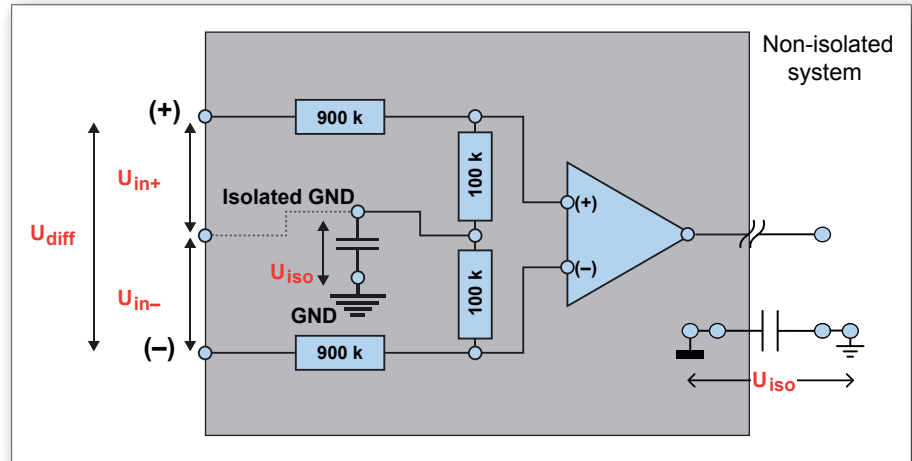 Non-isolated
system
(+)
900 k
100 k
U in+
Isolated GND
(+)
U diff
U iso
(–)
100 k
U in–
GND
(–)
900 k
U iso